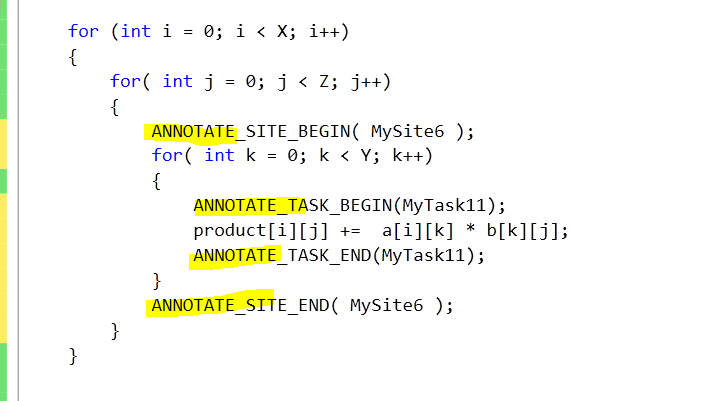 for (int i = 0; i < X; i++)
{
for( int j = 0; j < Z; j++)
{
ANNOTATE_SITE_BEGIN( MySite6 );
for( int k = 0; k < Y; k++)
{
ANNOTATE_TASK_BEGIN(MyTask11);
product[i][j] += a[i][k] * b[k][j];
ANNOTATE_TASK_END(MyTask11);
}
ANNOTATE_SITE_END( MySite6 );
}
}